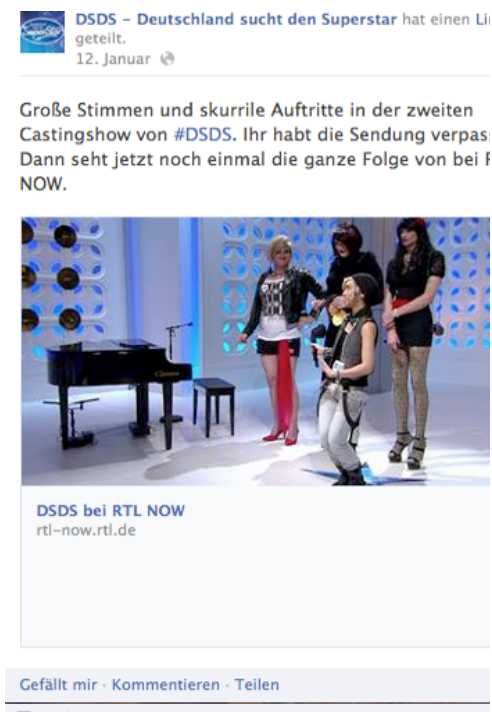 DSDS – Deutschland sucht den Superstar hat einen
geteilt.
12. Januar
Große Stimmen und skurrile Auftritte in der zweiten
Castingshow von #DSDS. Ihr habt die Sendung
Dann seht jetzt noch einmal die ganze Folge von bei
NOW.
DSDS bei RTL NOW
rtl-now.rtl.de
Gefällt mir · Kommentieren · Teilen